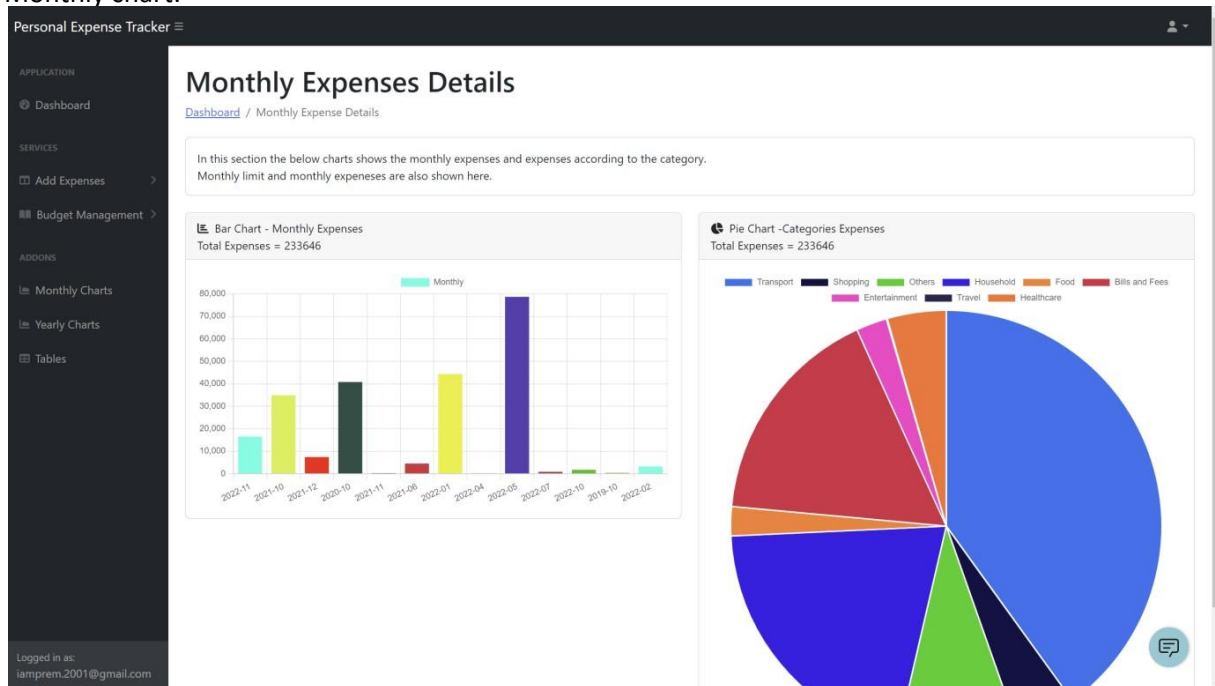 Monthly chart:
Personal Expense Tracker
APPLICATION
Dashboard
SERVICES
Add Expenses
Budget Management
ADDONS
Monthly Charts
Yearly Charts
Tables
Logged in as:
iamprem.2001@gmail.com
Monthly Expenses Details
Dashboard / Monthly Expense Details
In this section the below charts shows the monthly expenses and expenses according to the category.
Monthly limit and monthly expeneses are also shown here.
Bar Chart - Monthly Expenses
Total Expenses = 233646
Monthly
80,000
70,000
60,000
50,000
40,000
30,000
20,000
10,000
0
2022-11 2021-10 2021-12 2020-10 2021-11 2021-06 2022-01 2022-04 2022-05 2022-07 2022-10 2019-10 2022-02
Pie Chart -Categories Expenses
Total Expenses = 233646
Transport Shopping Others Household Food Bills and Fees
Entertainment Travel Healthcare